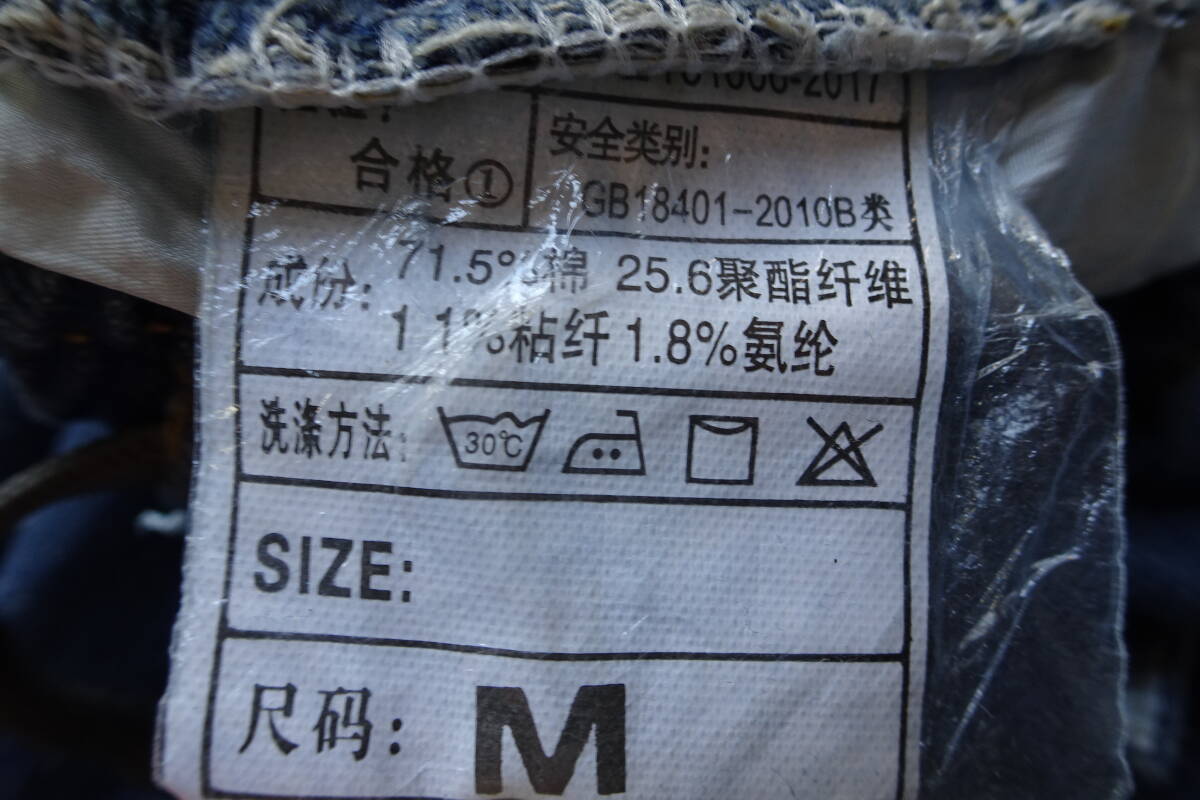 合格①
安全类别:
GB18401-2010B类
成份: 71.5%棉 25.6聚酯纤维
1.1%粘纤 1.8%氨纶
洗涤方法: 30℃
SIZE:
尺码: M